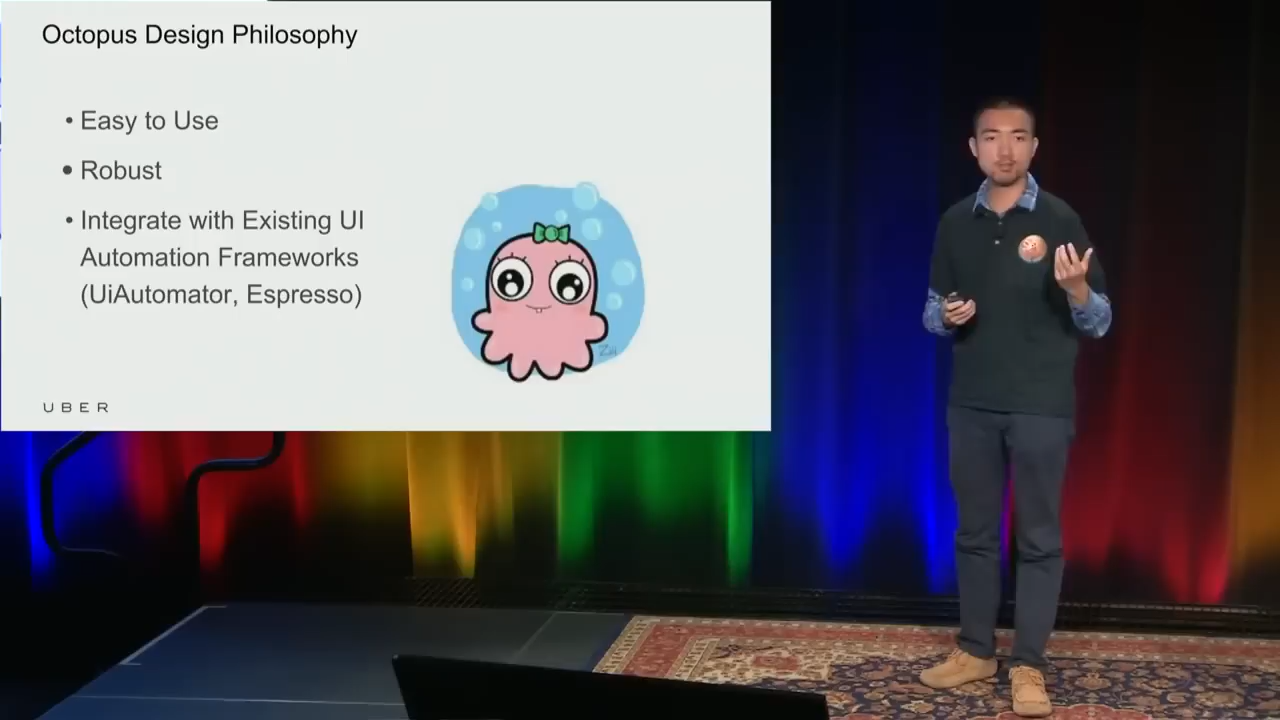 Octopus Design Philosophy
• Easy to Use
• Robust
• Integrate with Existing UI
Automation Frameworks
(UiAutomator, Espresso)
UBER